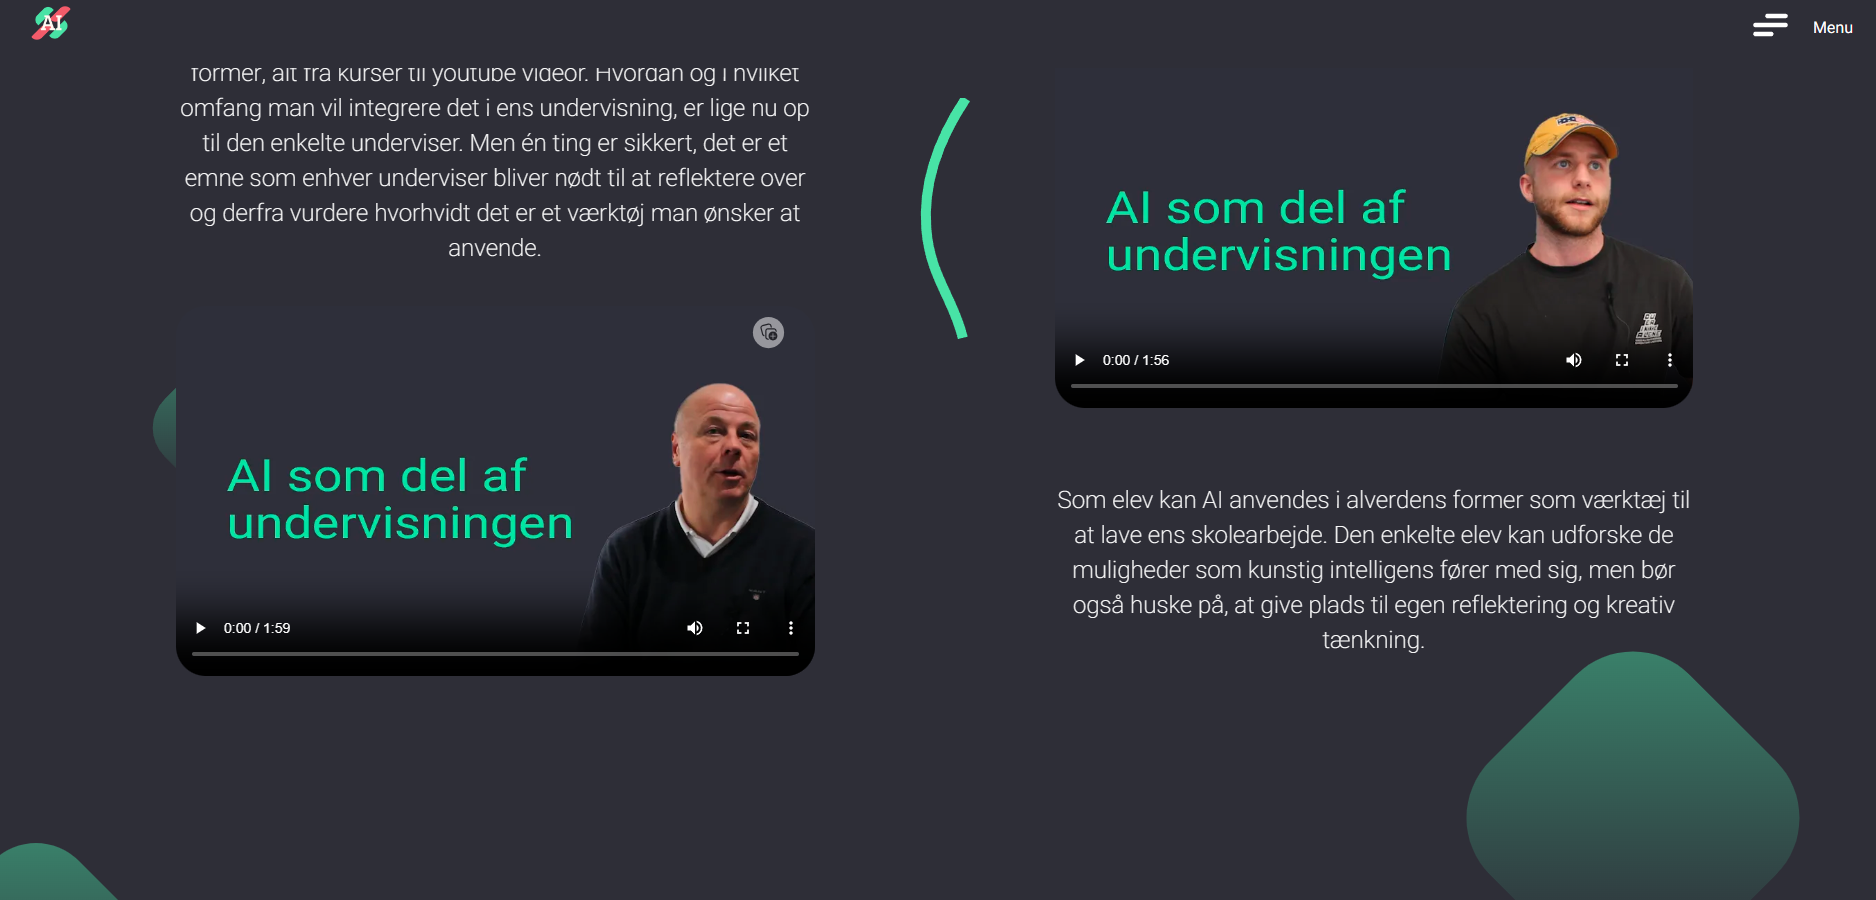 AI
Menu
former, alt fra kurser til youtube videor. Hvordan og i hvilket
omfang man vil integrere det i ens undervisning, er lige nu op
til den enkelte underviser. Men én ting er sikkert, det er et
emne som enhver underviser bliver nødt til at reflektere over
og derfra vurdere hvorhvidt det er et værktøj man ønsker at
anvende.
AI som del af
undervisningen
0:00 / 1:59
AI som del af
undervisningen
0:00 / 1:56
Som elev kan AI anvendes i alverdens former som værktæj til
at lave ens skolearbejde. Den enkelte elev kan udforske de
muligheder som kunstig intelligens fører med sig, men bør
også huske på, at give plads til egen reflektering og kreativ
tænkning.